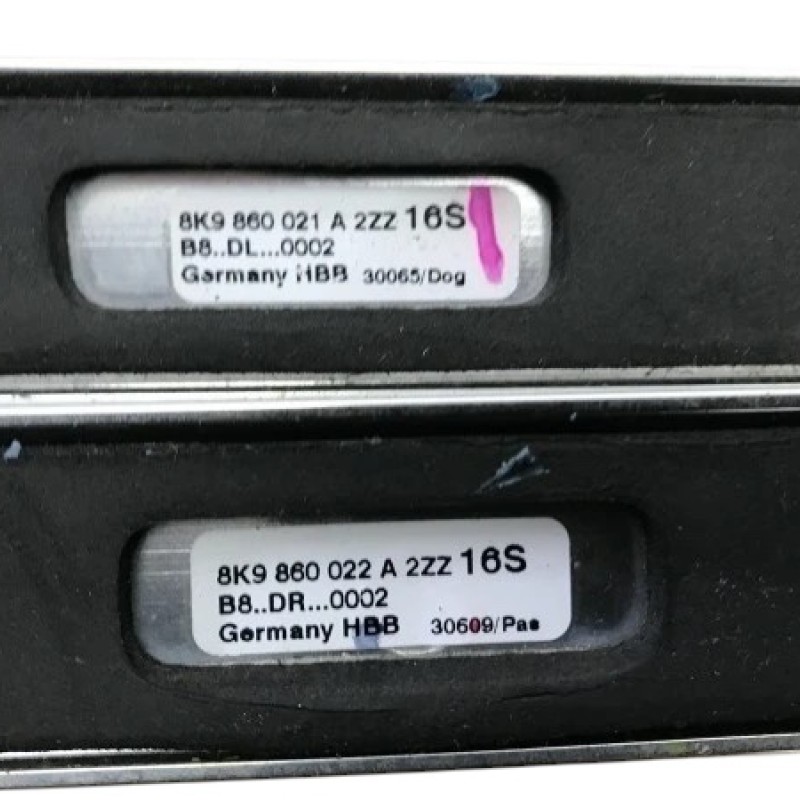 8K9 860 021 A 2ZZ 16S
B8..DL...0002
Germany HBB 30065/Dog
8K9 860 022 A 2ZZ 16S
B8..DR...0002
Germany HBB 30609/Pae